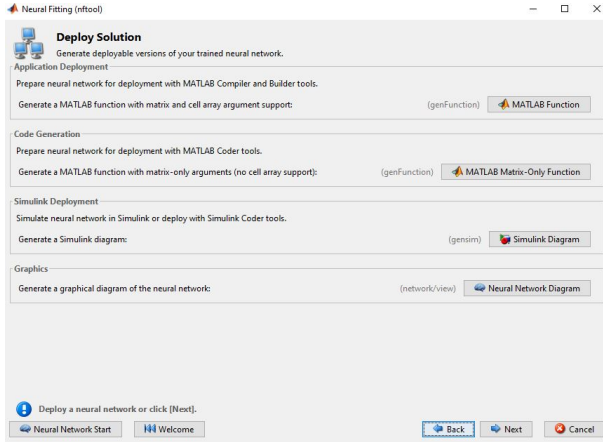 Neural Fitting (nftool)
Deploy Solution
Generate deployable versions of your trained neural network.
Application Deployment
Prepare neural network for deployment with MATLAB Compiler and Builder tools.
Generate a MATLAB function with matrix and cell array argument support: (genFunction) MATLAB Function
Code Generation
Prepare neural network for deployment with MATLAB Coder tools.
Generate a MATLAB function with matrix-only arguments (no cell array support): (genFunction) MATLAB Matrix-Only Function
Simulink Deployment
Simulate neural network in Simulink or deploy with Simulink Coder tools.
Generate a Simulink diagram: (gensim) Simulink Diagram
Graphics
Generate a graphical diagram of the neural network: (network/view) Neural Network Diagram
Deploy a neural network or click [Next].
Neural Network Start Welcome Back Next Cancel